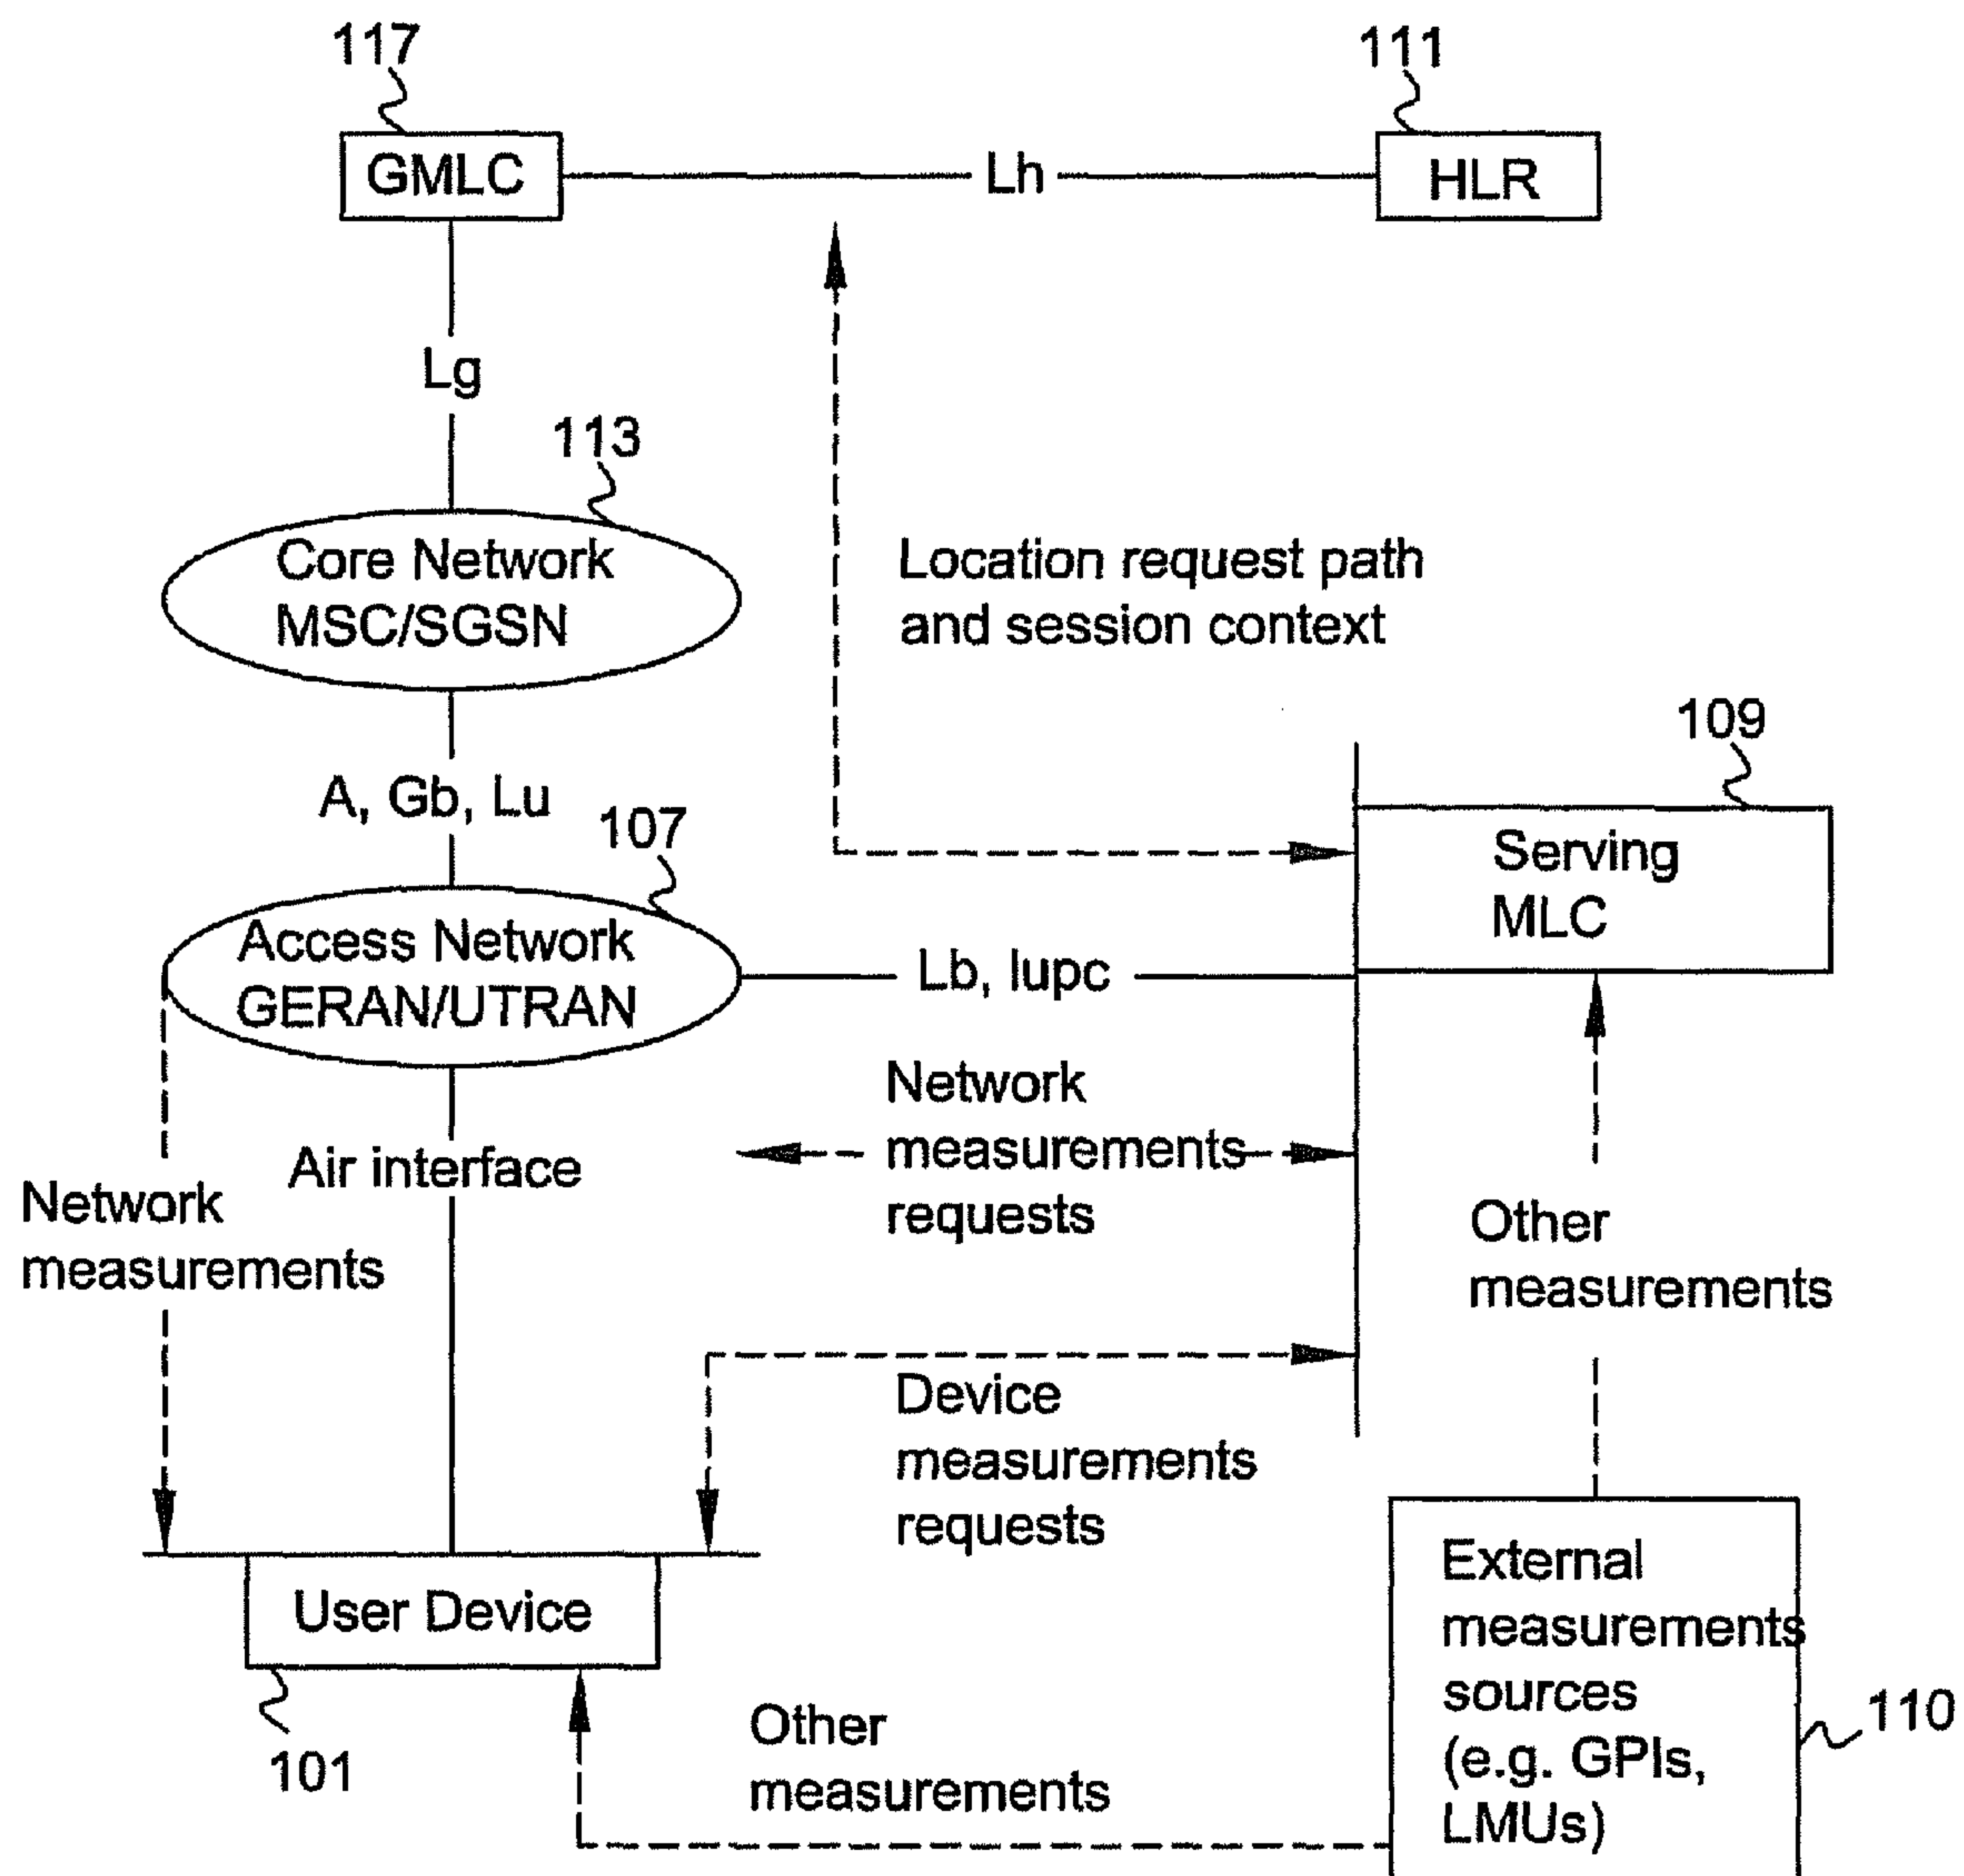 117
111
GMLC
Lh
HLR
Lg
113
Core Network
MSC/SGSN
Location request path
and session context
109
A, Gb, Lu
107
Serving
MLC
Access Network
GERAN/UTRAN
Lb, lupc
Network
measurements
requests
Air interface
Network
measurements
Other
measurements
Device
measurements
requests
User Device
External
measurements
sources
(e.g. GPIs,
LMUs)
110
101
Other
measurements